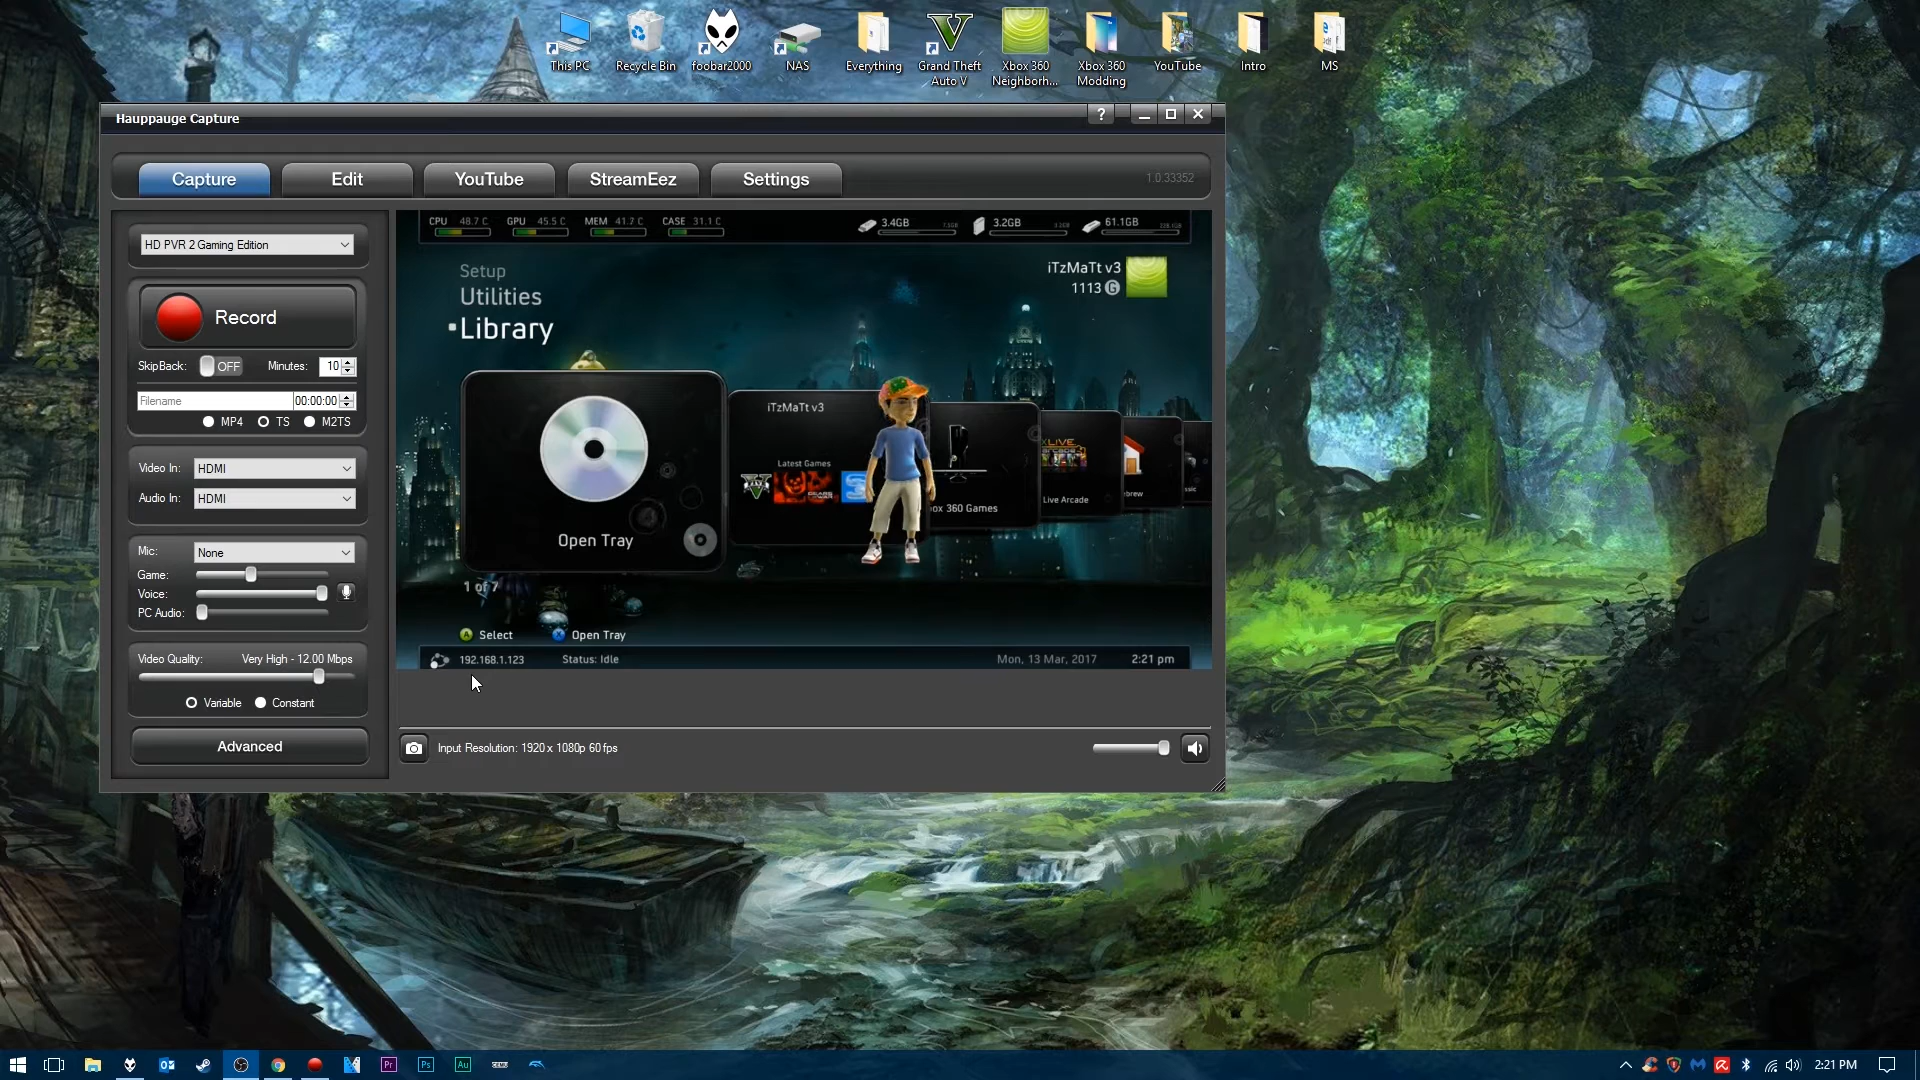 This PC
Recycle Bin
foobar2000
NAS
Everything
Grand Theft
Auto V
Xbox 360
Neighborh...
Xbox 360
Modding
YouTube
Intro
MS
Hauppauge Capture
?
Capture
Edit
YouTube
StreamEez
Settings
1.0.33352
HD PVR 2 Gaming Edition
Record
SkipBack:
OFF
Minutes:
10
Filename
00:00:00
MP4
TS
M2TS
Video In:
HDMI
Audio In:
HDMI
Mic:
None
Game:
Voice:
PC Audio:
Video Quality:
Very High - 12.00 Mbps
Variable
Constant
Advanced
CPU 48.7 C
GPU 45.5 C
MEM 41.7 C
CASE 31.1 C
3.4GB
3.2GB
61.1GB
Setup
Utilities
Library
iTzMaTt v3
1113 G
Open Tray
iTzMaTt v3
Latest Games
box 360 Games
Live Arcade
ebrew
1 of 7
A Select
X Open Tray
192.168.1.123
Status: Idle
Mon, 13 Mar, 2017
2:21 pm
Input Resolution: 1920 x 1080p 60 fps
Pr
Ps
Au
CEMU
2:21 PM